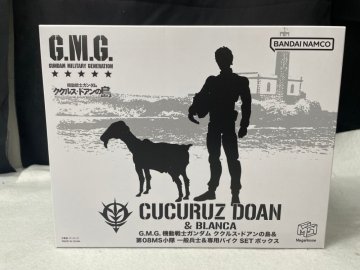 G.M.G.
GUNDAM MILITARY GENERATION
BANDAI NAMCO
機動戦士ガンダム
ククルス・ドアンの島
CUCURUZ DOAN
& BLANCA
G.M.G. 機動戦士ガンダム ククルス・ドアンの島&
第08MS小隊 一般兵士&専用バイク SET ボックス
MegaHouse